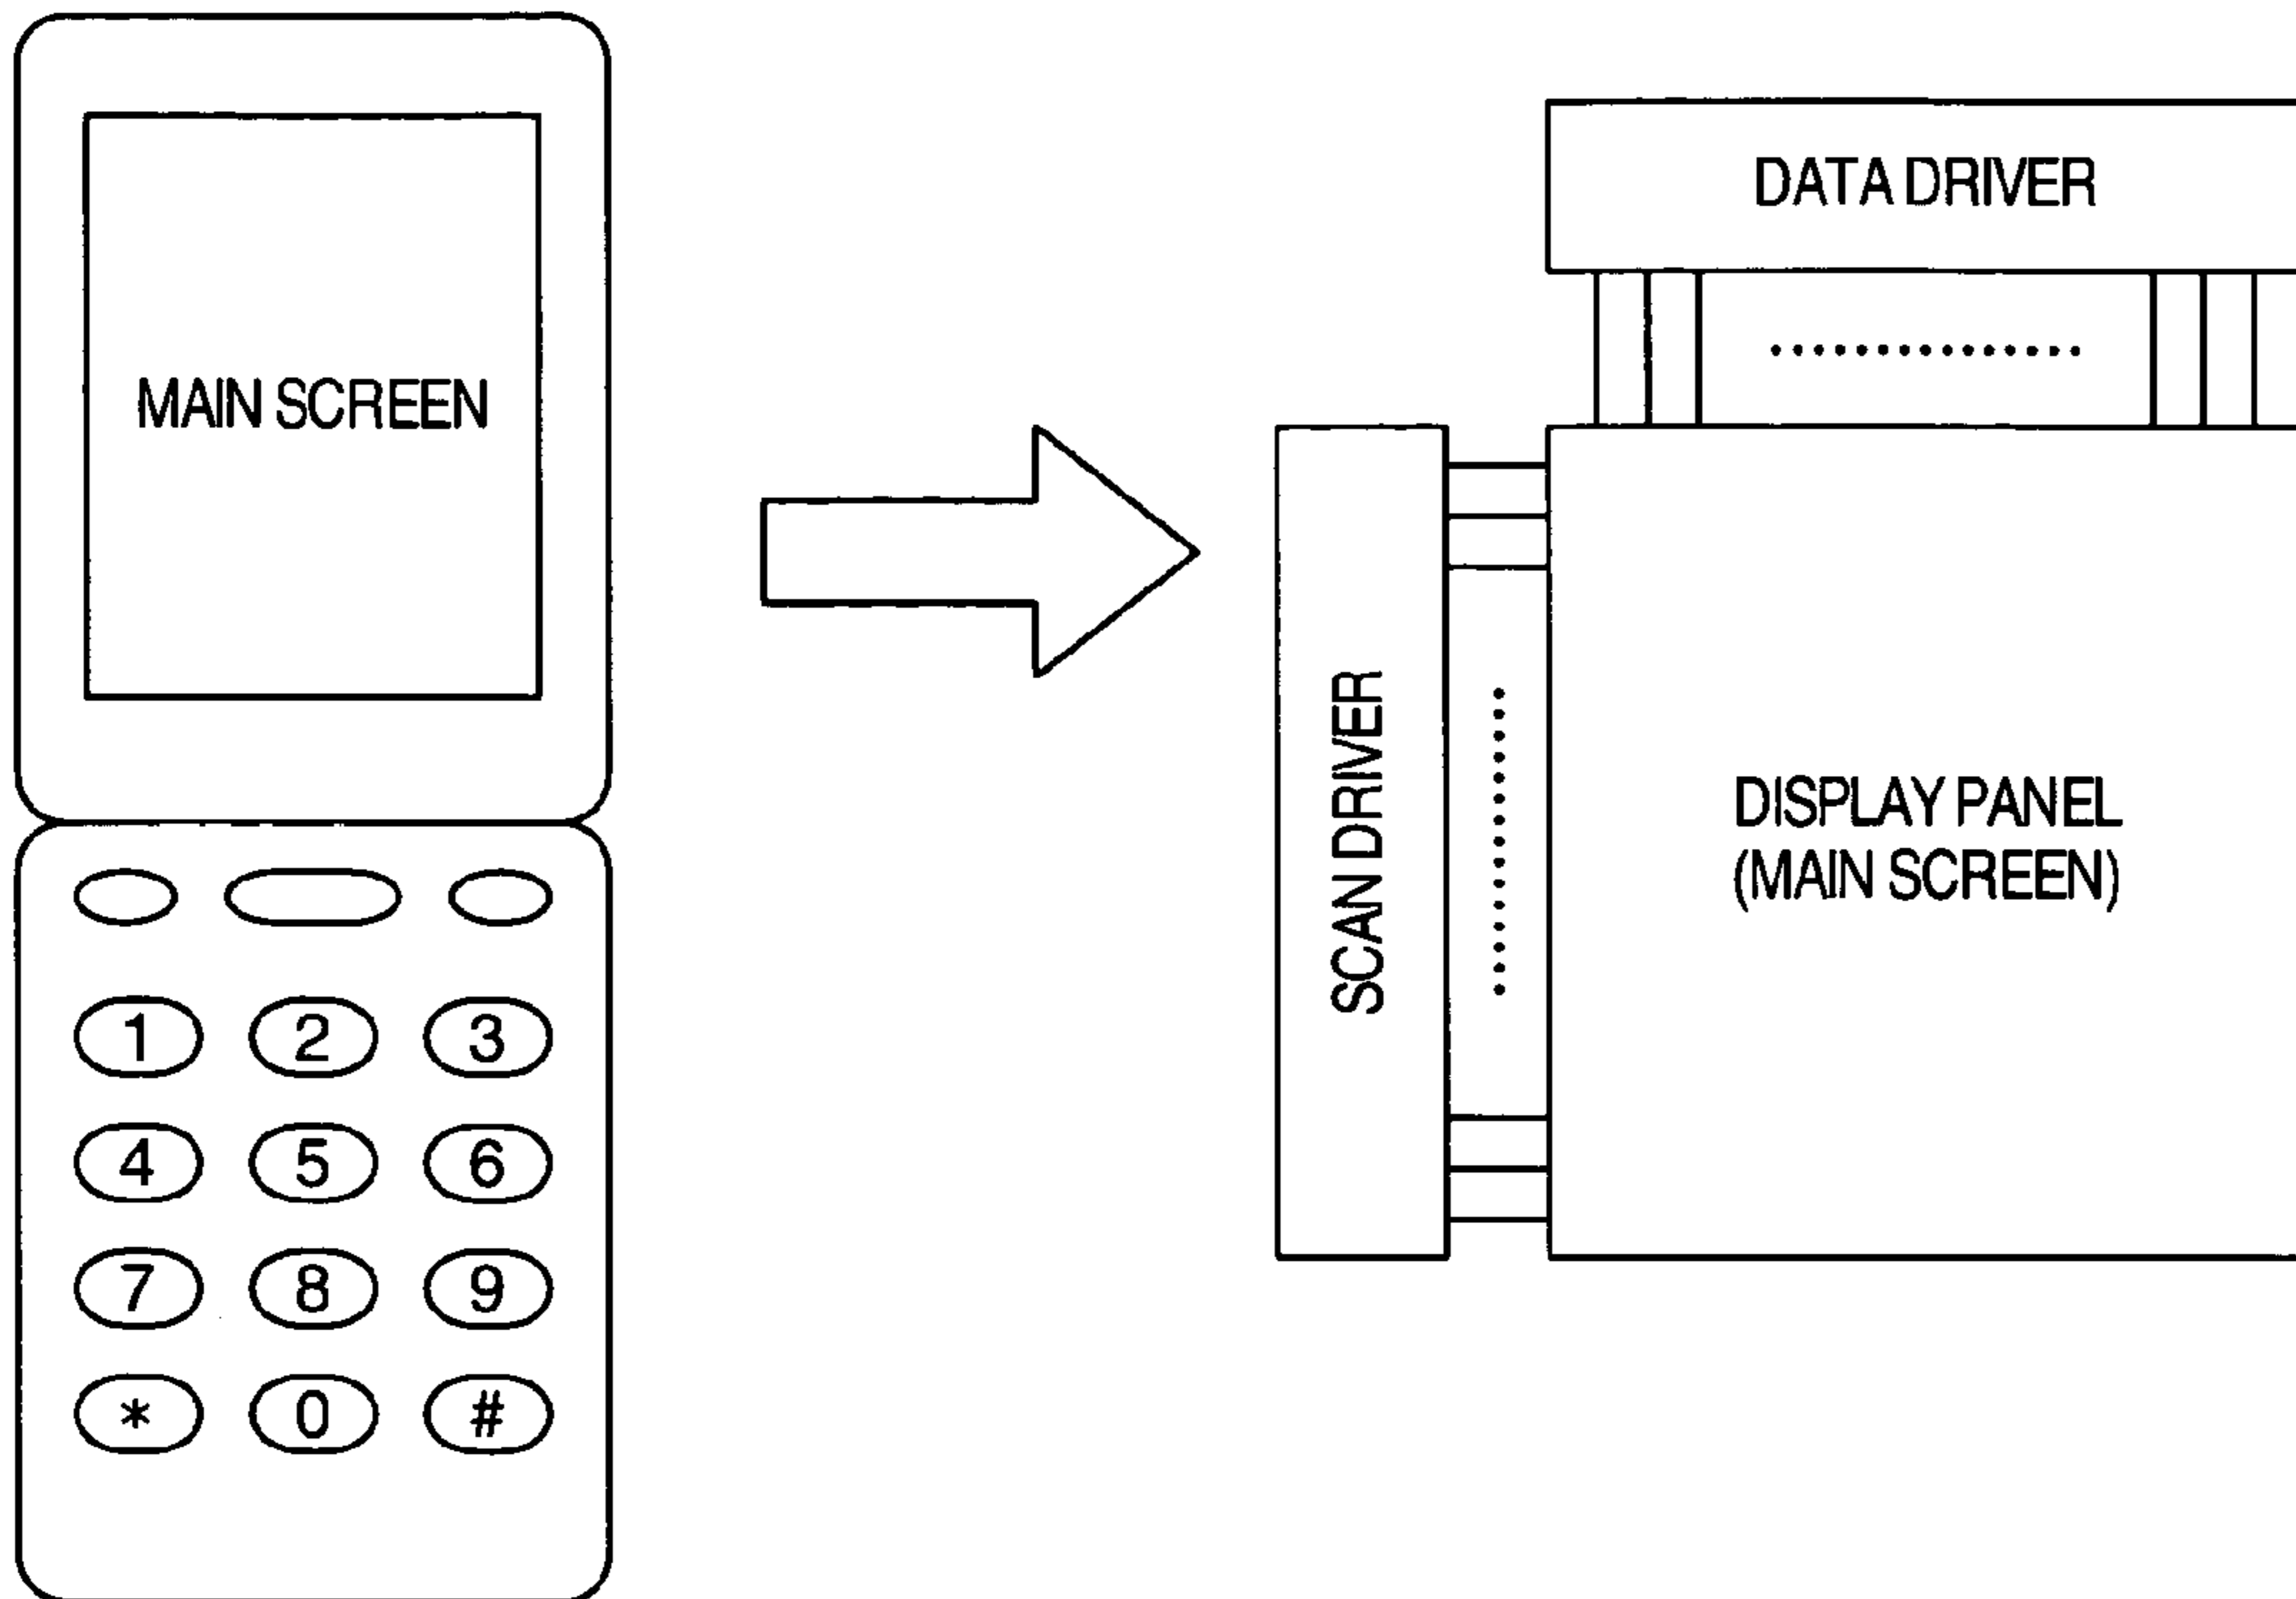 MAIN SCREEN
1 2 3
4 5 6
7 8 9
* 0 #
DATA DRIVER
SCAN DRIVER
DISPLAY PANEL
(MAIN SCREEN)